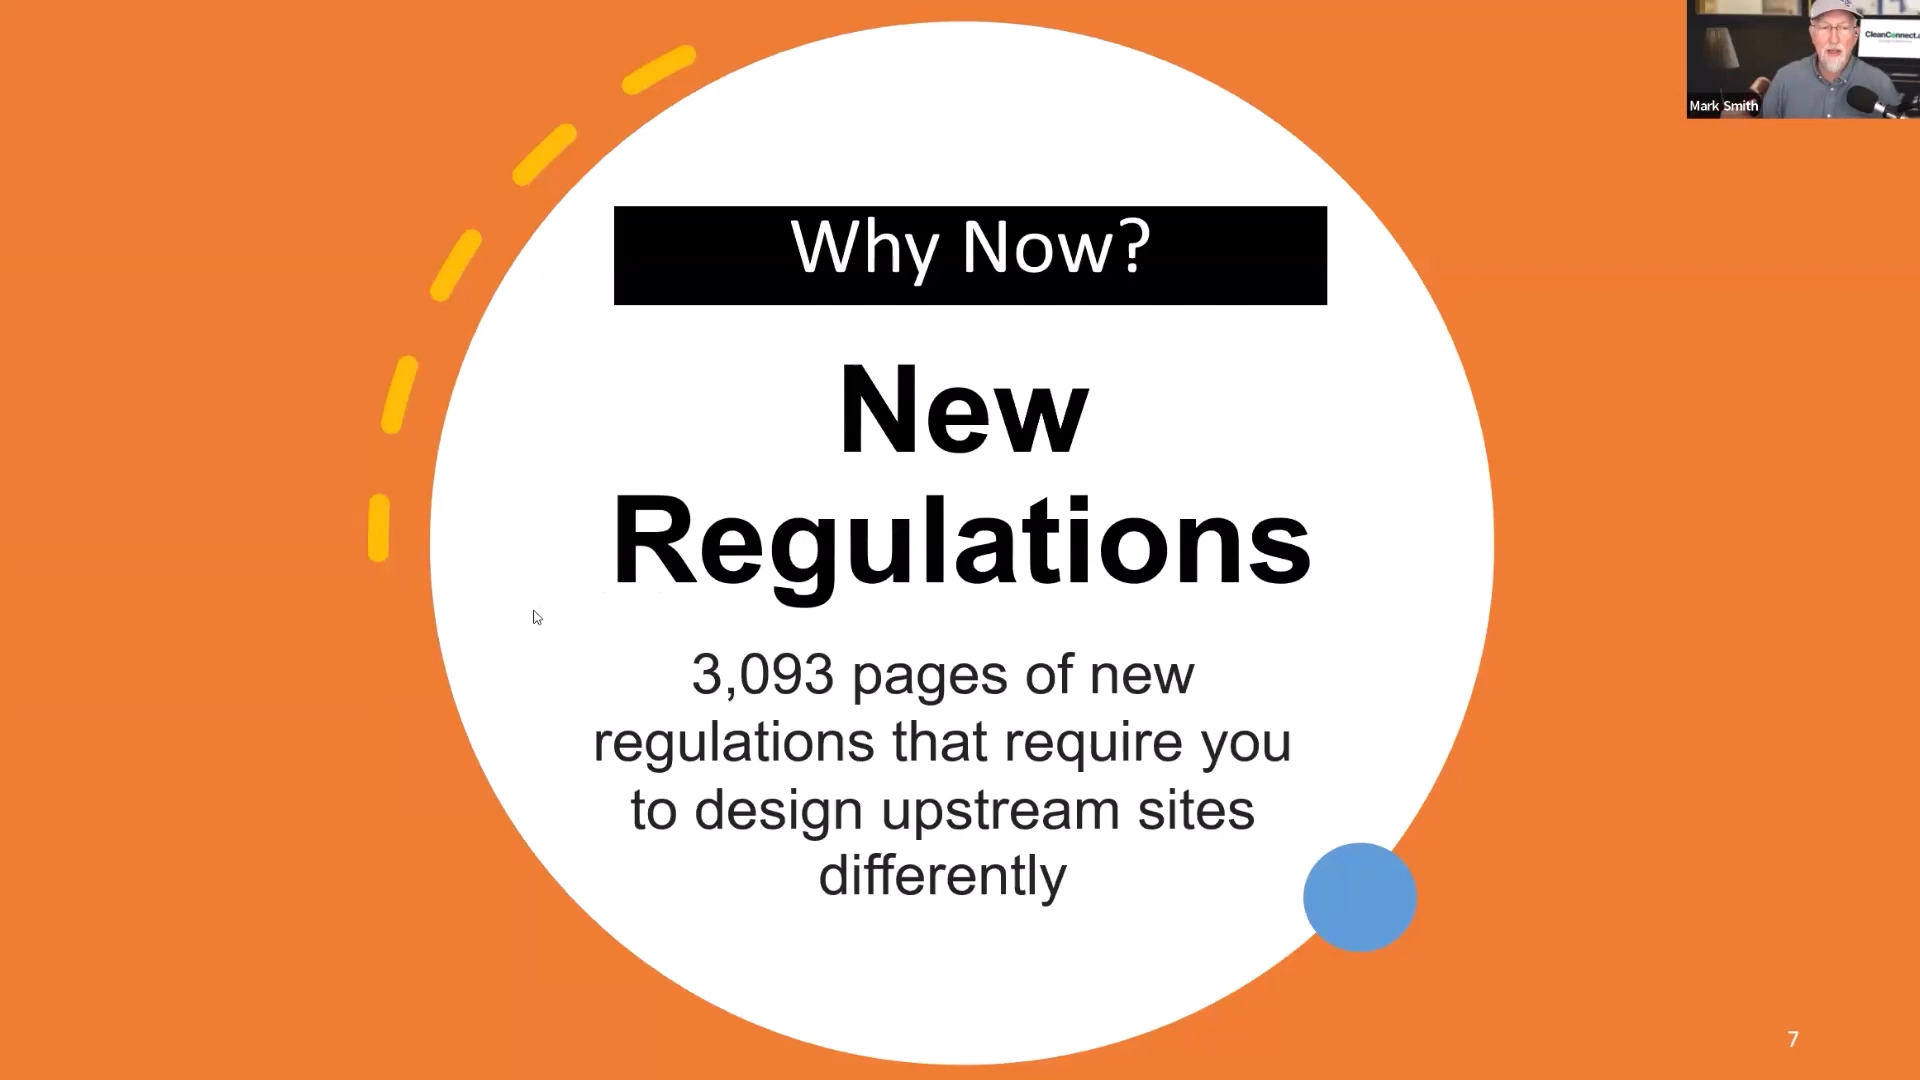 CleanConnect.a
Mark Smith
Why Now?
New
Regulations
3,093 pages of new
regulations that require you
to design upstream sites
differently
7